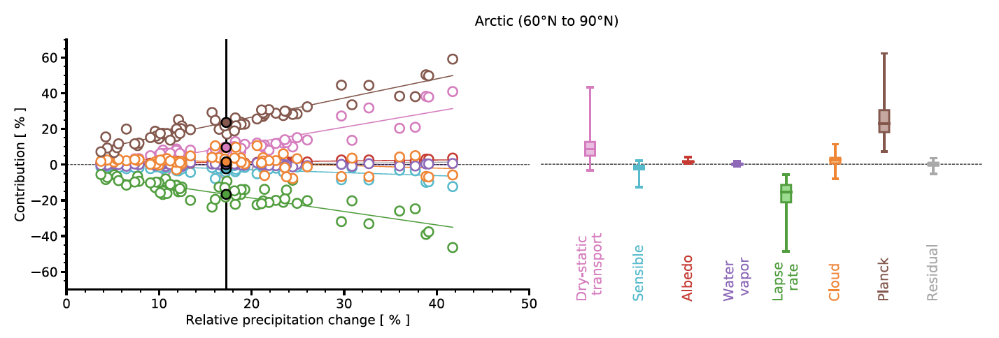 Arctic (60°N to 90°N)
Contribution [ % ]
60
40
20
0
−20
−40
−60
0
10
20
30
40
50
Relative precipitation change [ % ]
Dry-static
transport
Sensible
Albedo
Water
vapor
Lapse
rate
Cloud
Planck
Residual